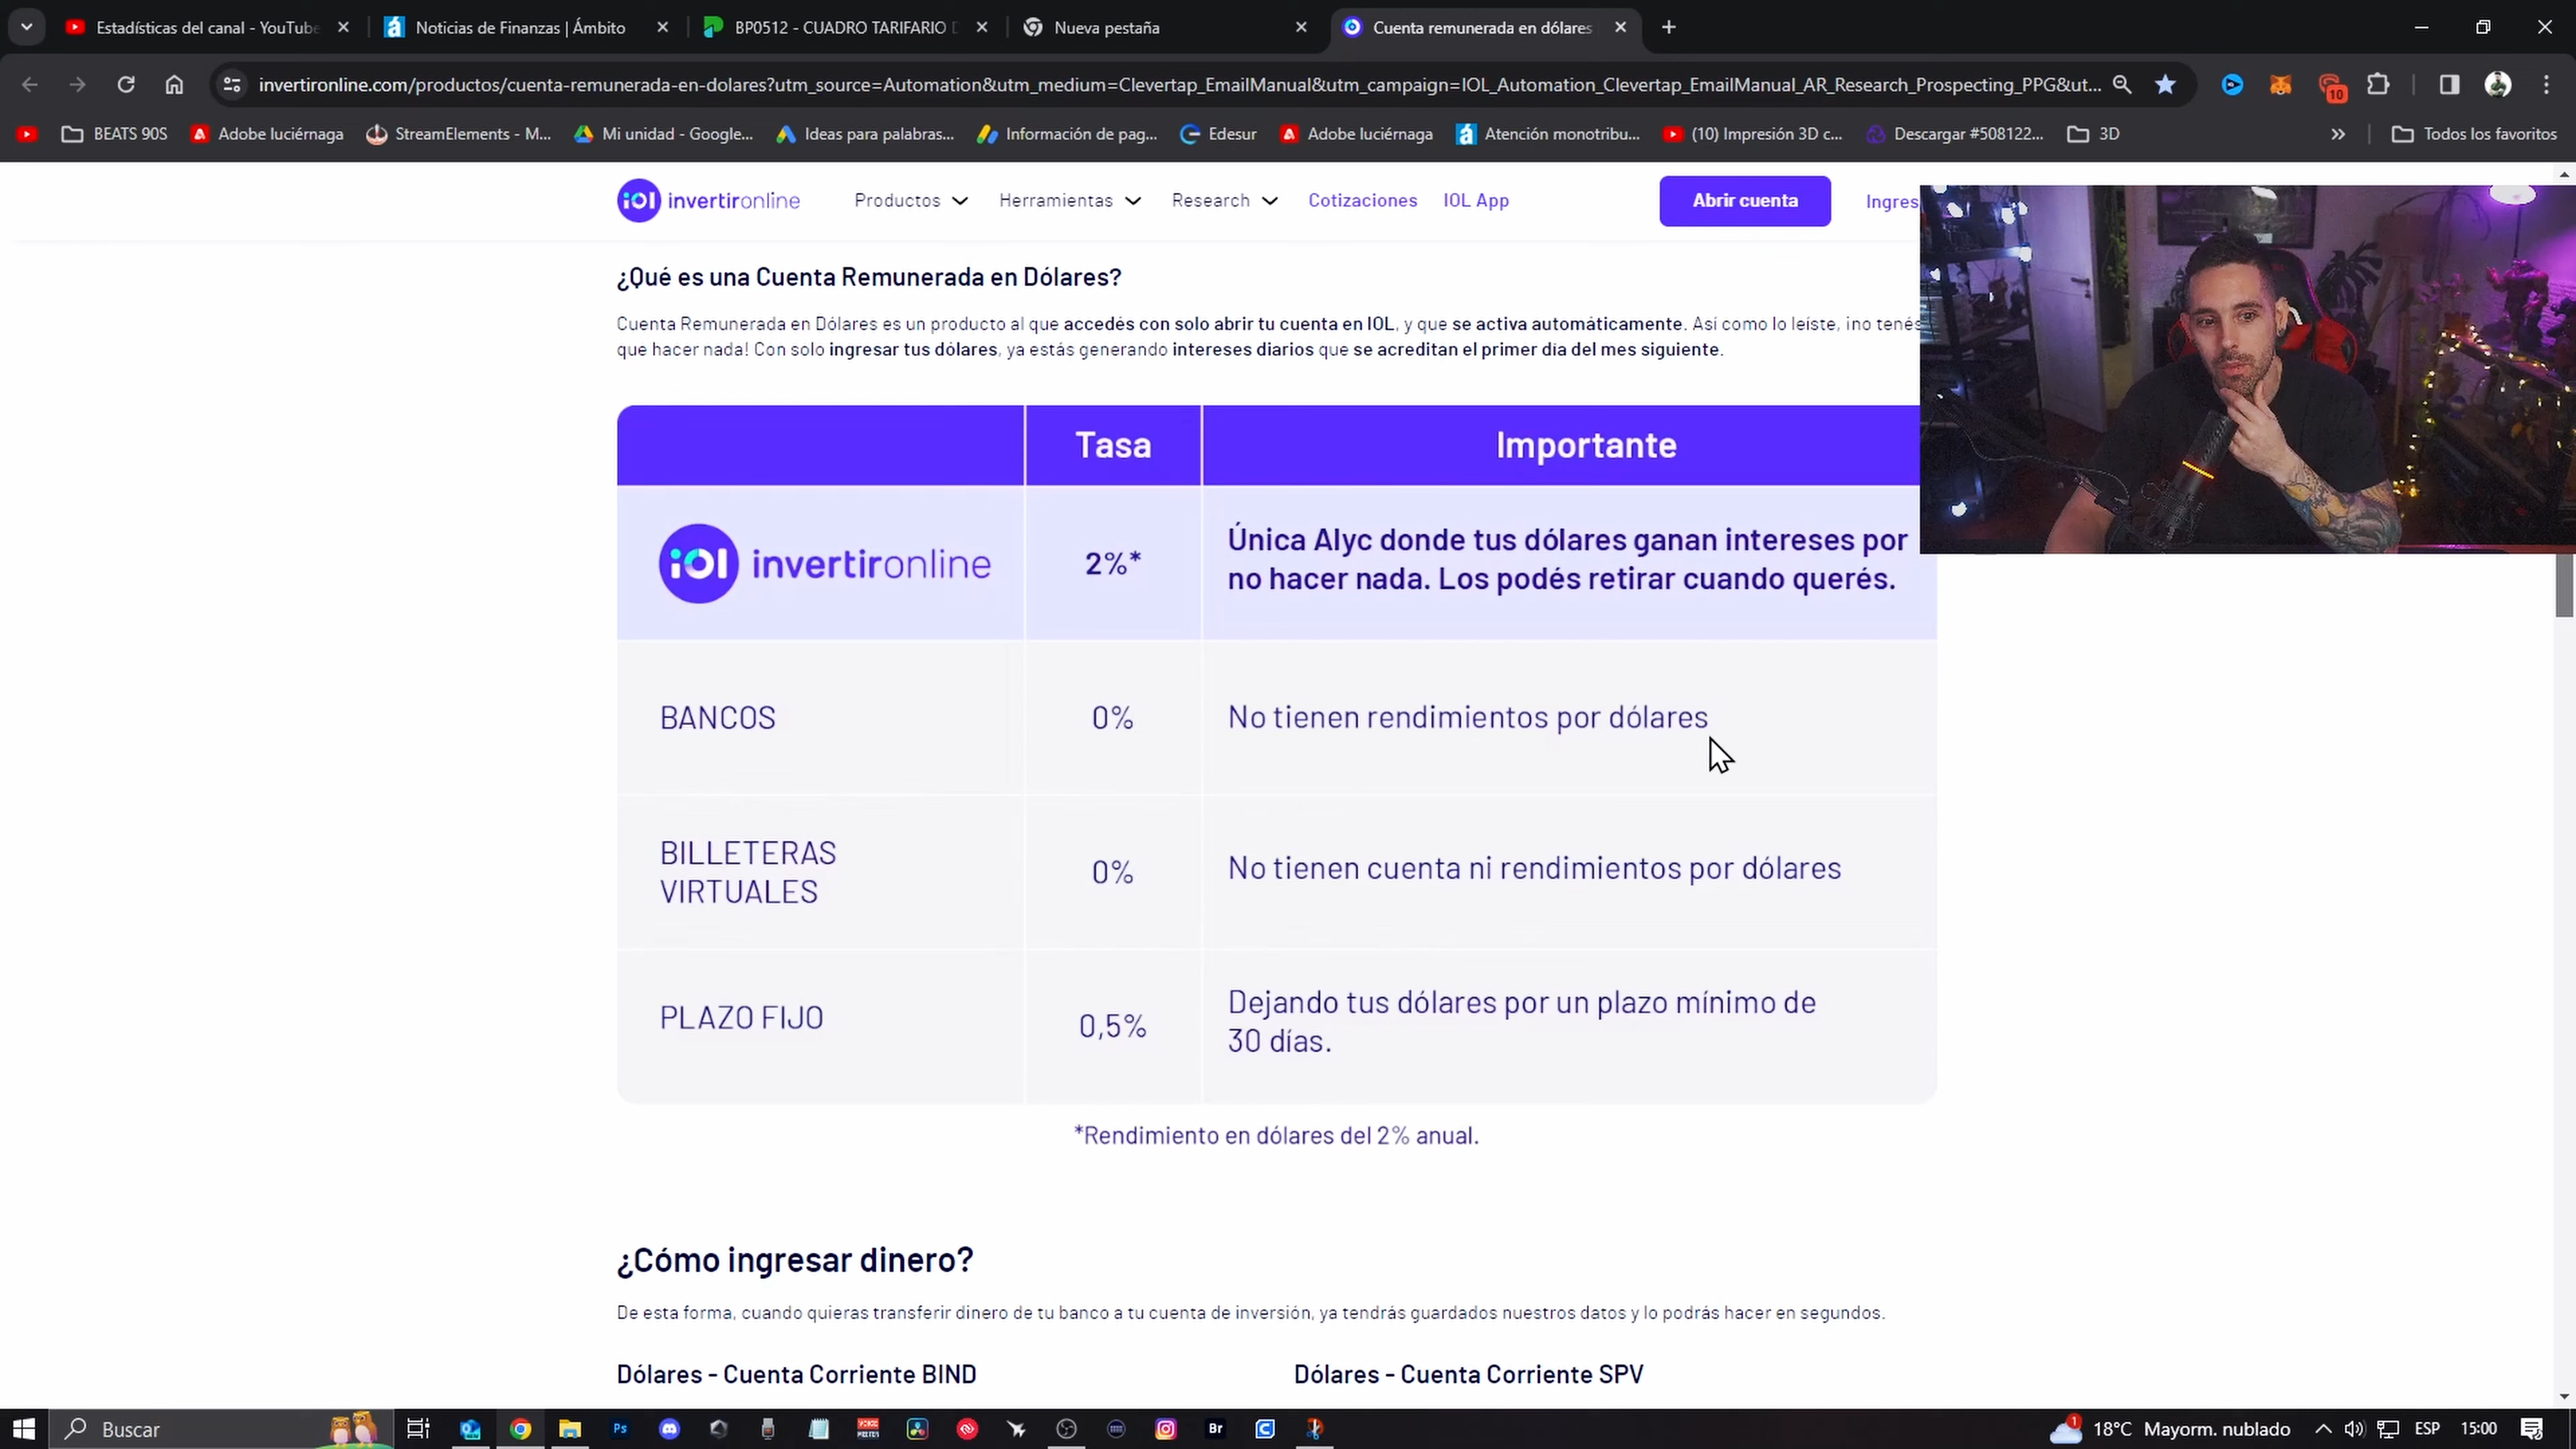 Estadísticas del canal - YouTube
Noticias de Finanzas | Ámbito
BP0512 - CUADRO TARIFARIO D
Nueva pestaña
Cuenta remunerada en dólares
invertironline.com/productos/cuenta-remunerada-en-dolares?utm_source=Automation&utm_medium=Clevertap_EmailManual&utm_campaign=IOL_Automation_Clevertap_EmailManual_AR_Research_Prospecting_PPG&ut...
10
BEATS 90S
Adobe luciérnaga
StreamElements - M...
Mi unidad - Google...
Ideas para palabras...
Información de pag...
Edesur
Adobe luciérnaga
Atención monotribu...
(10) Impresión 3D c...
Descargar #508122...
3D
Todos los favoritos
iol invertironline
Productos
Herramientas
Research
Cotizaciones
IOL App
Abrir cuenta
Ingres
¿Qué es una Cuenta Remunerada en Dólares?
Cuenta Remunerada en Dólares es un producto al que accedés con solo abrir tu cuenta en IOL, y que se activa automáticamente. Así como lo leíste, ¡no tenés
que hacer nada! Con solo ingresar tus dólares, ya estás generando intereses diarios que se acreditan el primer día del mes siguiente.
Tasa
Importante
iol invertironline
2%*
Única Alyc donde tus dólares ganan intereses por
no hacer nada. Los podés retirar cuando querés.
BANCOS
0%
No tienen rendimientos por dólares
BILLETERAS
VIRTUALES
0%
No tienen cuenta ni rendimientos por dólares
PLAZO FIJO
0,5%
Dejando tus dólares por un plazo mínimo de
30 días.
*Rendimiento en dólares del 2% anual.
¿Cómo ingresar dinero?
De esta forma, cuando quieras transferir dinero de tu banco a tu cuenta de inversión, ya tendrás guardados nuestros datos y lo podrás hacer en segundos.
Dólares - Cuenta Corriente BIND
Dólares - Cuenta Corriente SPV
Buscar
Ps
Br
1
18°C Mayorm. nublado
ESP
15:00